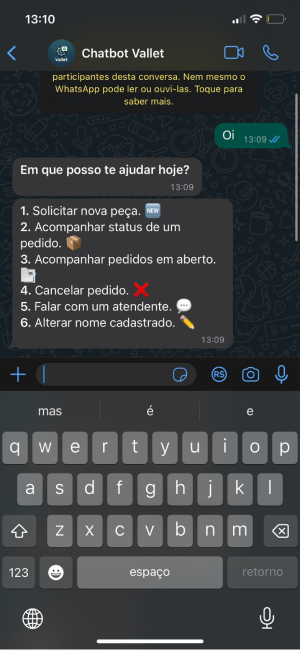 13:10
Chatbot Vallet
participantes desta conversa. Nem mesmo o
WhatsApp pode ler ou ouvi-las. Toque para
saber mais.
Oi 13:09
Em que posso te ajudar hoje?
13:09
1. Solicitar nova peça. 🆕
2. Acompanhar status de um
pedido. 📦
3. Acompanhar pedidos em aberto.
4. Cancelar pedido. ❌
5. Falar com um atendente. 💬
6. Alterar nome cadastrado. ✏️
13:09
R$
mas é e
q w e r t y u i o p
a s d f g h j k l
z x c v b n m
123 espaço retorno